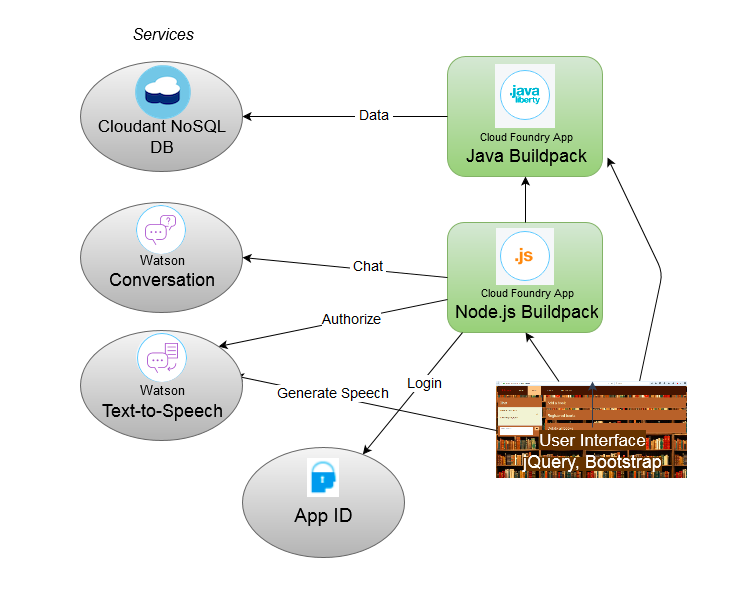 Services
Cloudant NoSQL
DB
Data
.java
liberty
Cloud Foundry App
Java Buildpack
Watson
Conversation
Chat
.js
Cloud Foundry App
Node.js Buildpack
Authorize
Watson
Text-to-Speech
Generate Speech
Login
User Interface
jQuery, Bootstrap
App ID